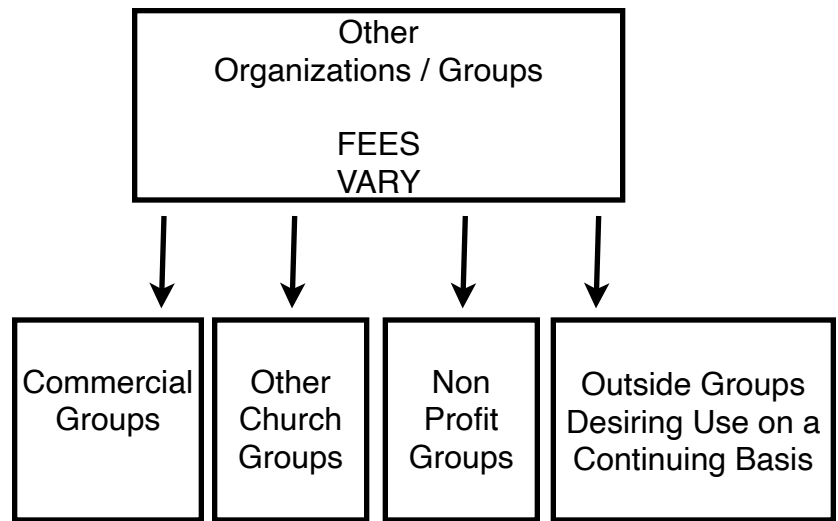 Other
Organizations / Groups
FEES
VARY
Commercial
Groups
Other
Church
Groups
Non
Profit
Groups
Outside Groups
Desiring Use on a
Continuing Basis